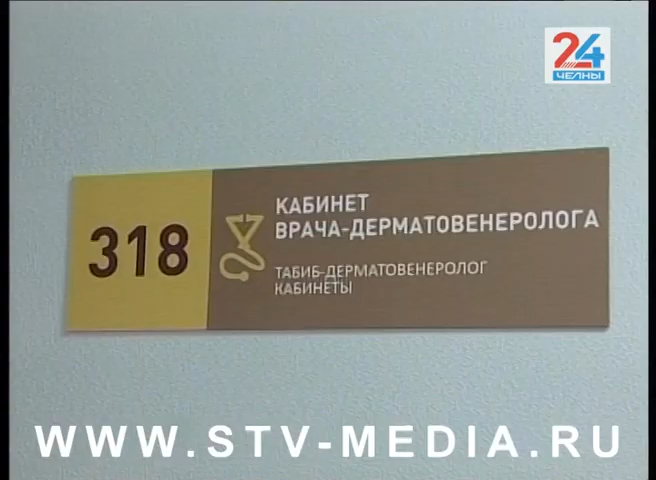 24
ЧЕЛНЫ
318
КАБИНЕТ
ВРАЧА-ДЕРМАТОВЕНЕРОЛОГА
ТАБИБ-ДЕРМАТОВЕНЕРОЛОГ
КАБИНЕТЫ
WWW.STV-MEDIA.RU